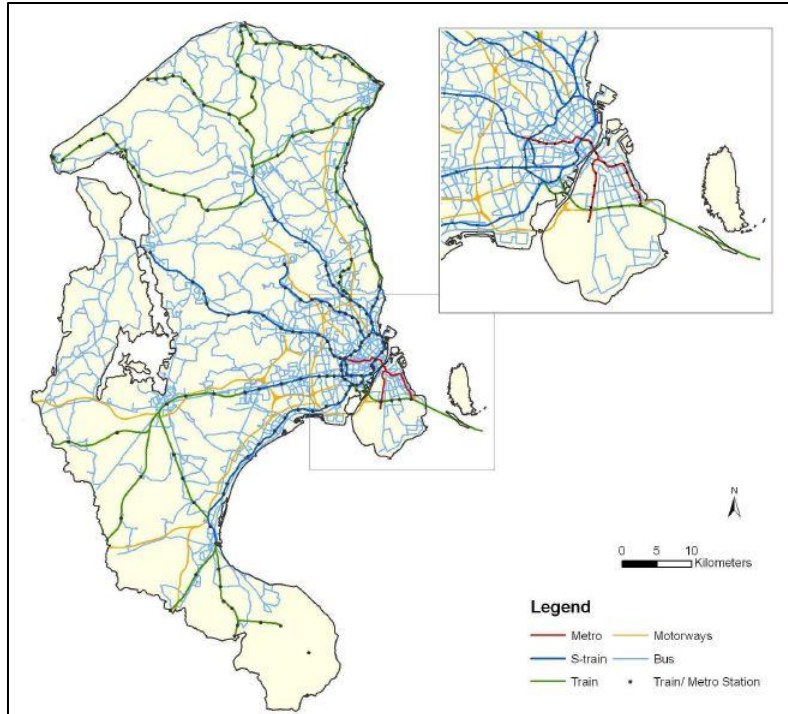 N
0 5 10
Kilometers
Legend
Metro
Motorways
S-train
Bus
Train
Train/ Metro Station